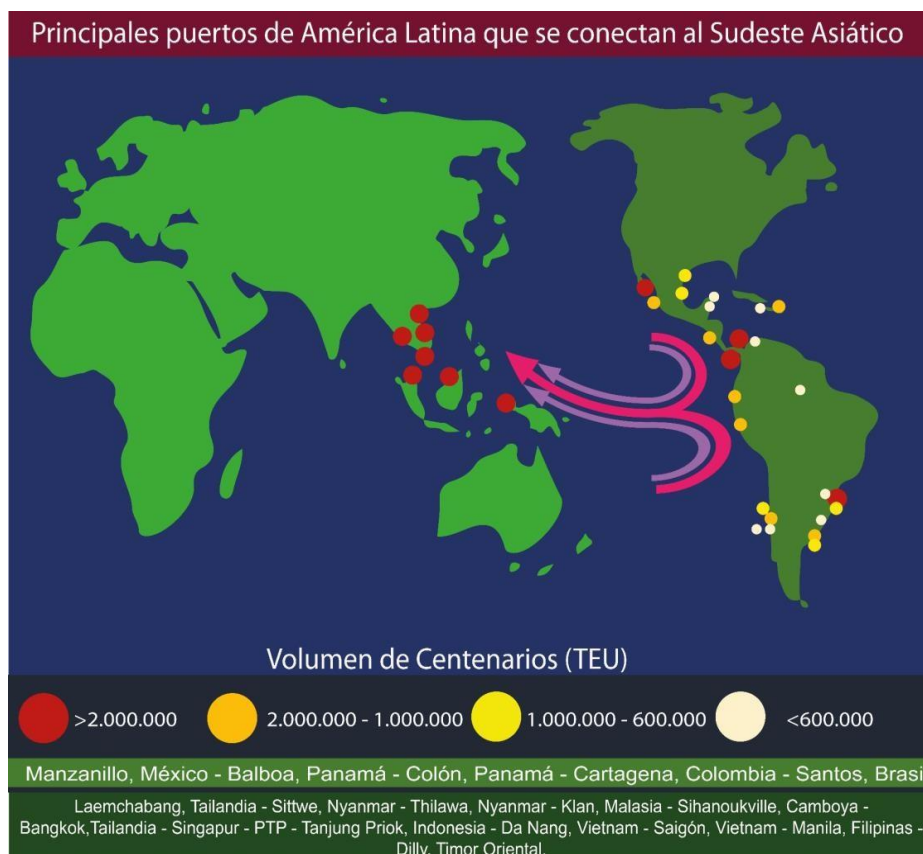 Principales puertos de América Latina que se conectan al Sudeste Asiático
Volumen de Centenarios (TEU)
>2.000.000
2.000.000 - 1.000.000
1.000.000 - 600.000
<600.000
Manzanillo, México - Balboa, Panamá - Colón, Panamá - Cartagena, Colombia - Santos, Brasi
Laemchabang, Tailandia - Sittwe, Nyanmar - Thilawa, Nyanmar - Klan, Malasia - Sihanoukville, Camboya -
Bangkok,Tailandia - Singapur - PTP - Tanjung Priok, Indonesia - Da Nang, Vietnam - Saigón, Vietnam - Manila, Filipinas -
Dilly, Timor Oriental.